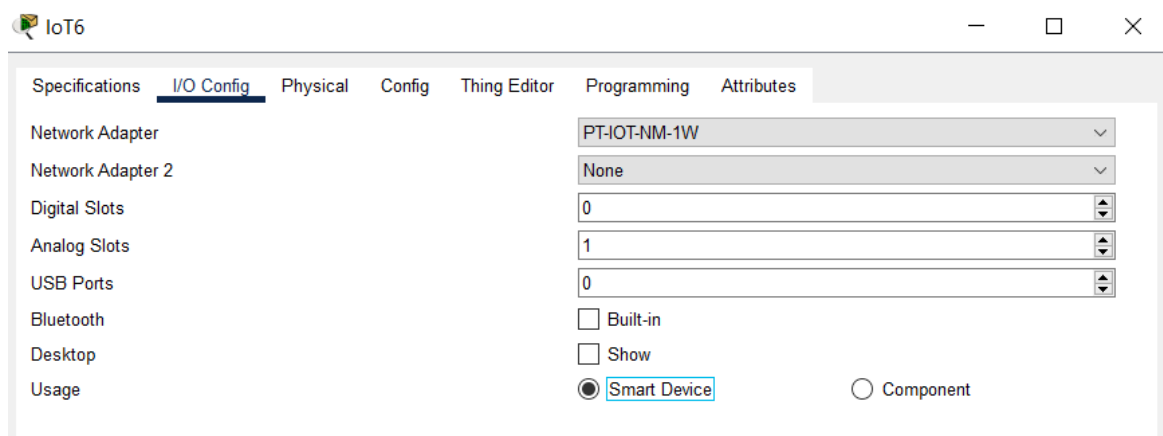 IoT6
Specifications I/O Config Physical Config Thing Editor Programming Attributes
Network Adapter PT-IOT-NM-1W
Network Adapter 2 None
Digital Slots 0
Analog Slots 1
USB Ports 0
Bluetooth Built-in
Desktop Show
Usage Smart Device Component